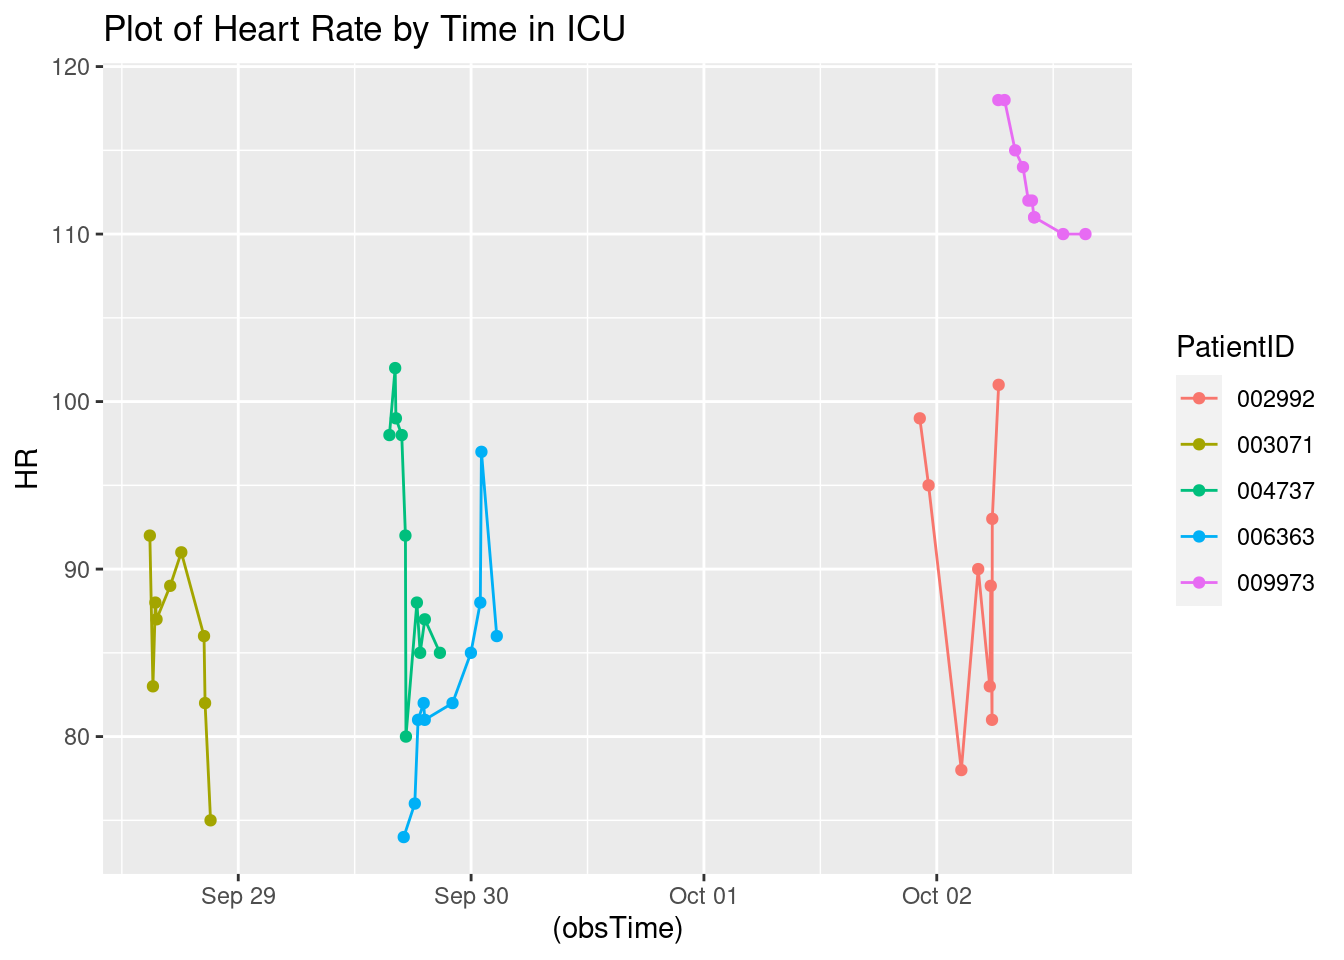 Plot of Heart Rate by Time in ICU
120
110
100
90
80
HR
Sep 29 Sep 30 Oct 01 Oct 02
(obsTime)
PatientID
002992
003071
004737
006363
009973